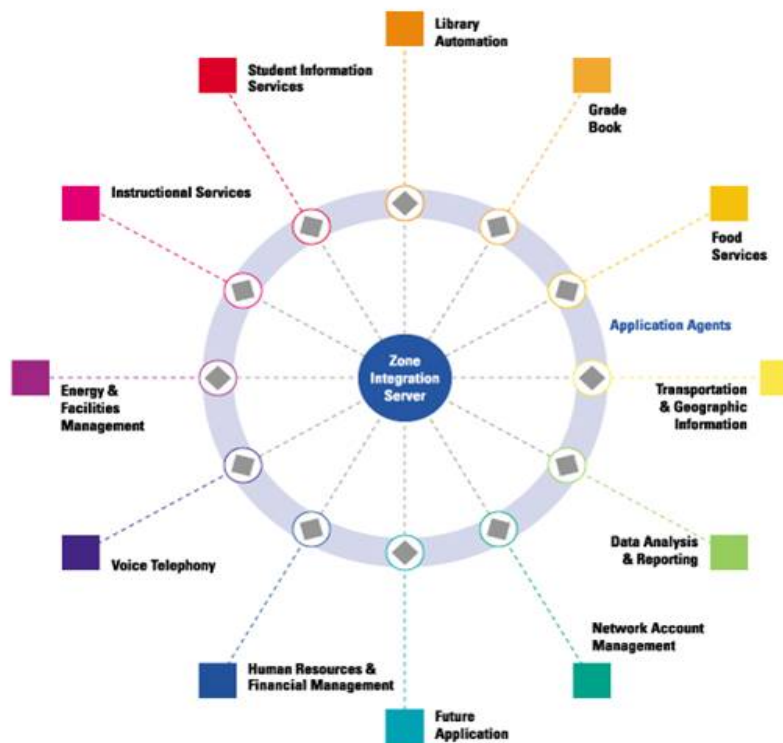 Library
Automation
Student Information
Services
Grade
Book
Instructional Services
Food
Services
Application Agents
Zone
Integration
Server
Energy &
Facilities
Management
Transportation
& Geographic
Information
Voice Telephony
Data Analysis
& Reporting
Network Account
Management
Human Resources &
Financial Management
Future
Application